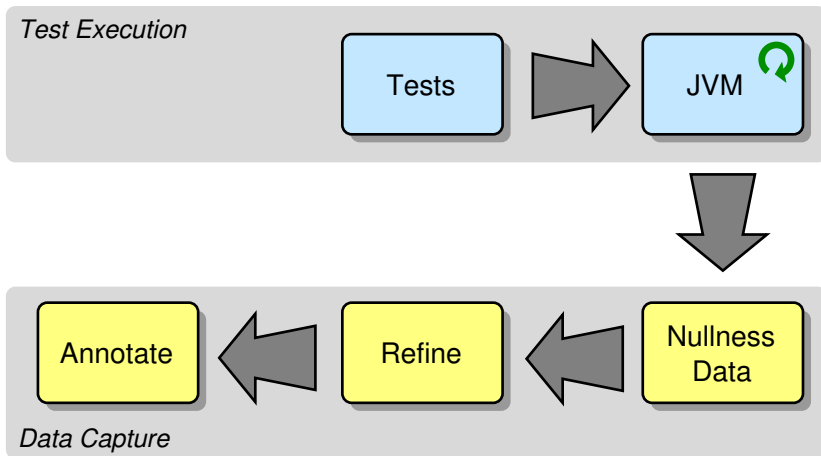 Test Execution
Tests
JVM
Nullness
Data
Refine
Annotate
Data Capture